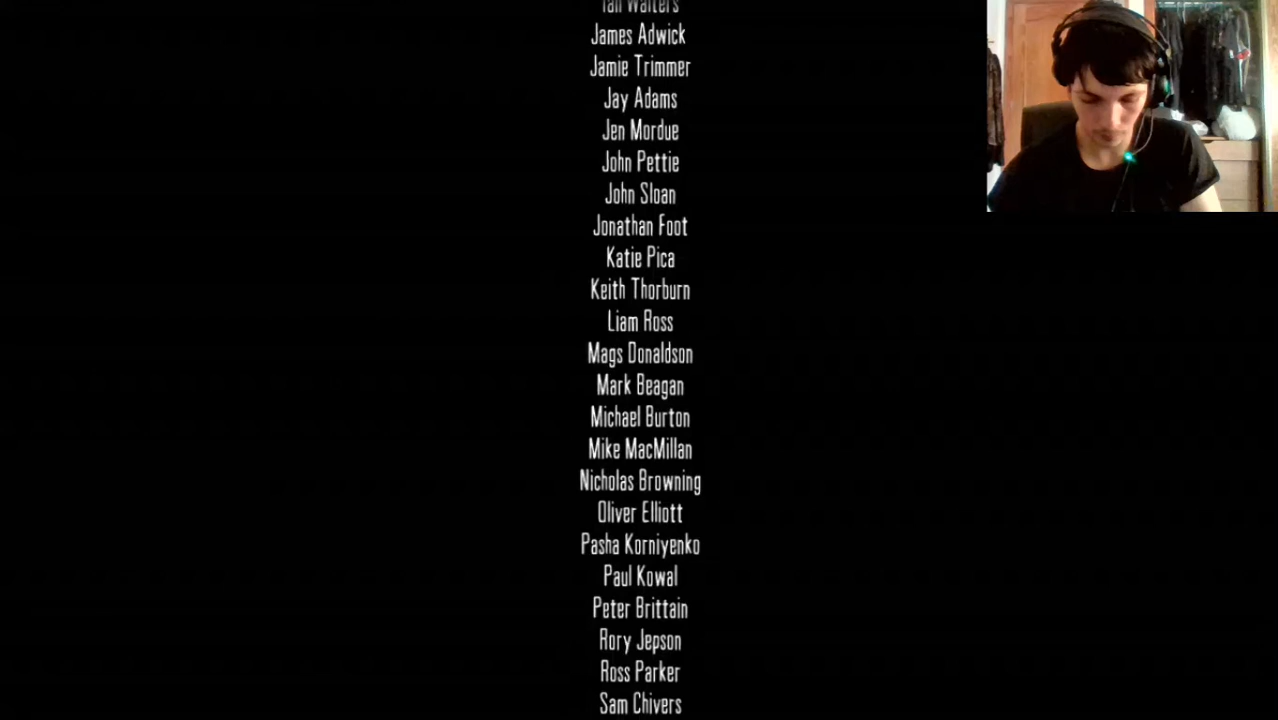 Ian Walters
James Adwick
Jamie Trimmer
Jay Adams
Jen Mordue
John Pettie
John Sloan
Jonathan Foot
Katie Pica
Keith Thorburn
Liam Ross
Mags Donaldson
Mark Beagan
Michael Burton
Mike MacMillan
Nicholas Browning
Oliver Elliott
Pasha Korniyenko
Paul Kowal
Peter Brittain
Rory Jepson
Ross Parker
Sam Chivers